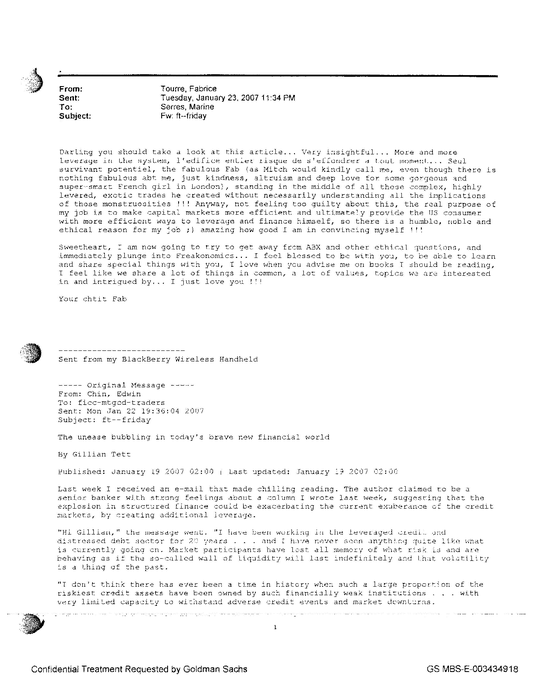 From: Tourre, Fabrice
Sent: Tuesday, January 23, 2007 11:34 PM
To: Serres, Marine
Subject: Fw: ft--friday
Darling you should take a look at this article... Very insightful... More and more
leverage in the system, l'edifice entier risque de s'effondrer a tout moment... Seul
survivant potentiel, the fabulous Fab (as Mitch would kindly call me, even though there is
nothing fabulous abt me, just kindness, altruism and deep love for some gorgeous and
super-smart French girl in London), standing in the middle of all these complex, highly
levered, exotic trades he created without necessarily understanding all the implications
of those monstruosities !!! Anyway, not feeling too guilty about this, the real purpose of
my job is to make capital markets more efficient and ultimately provide the US consumer
with more efficient ways to leverage and finance himself, so there is a humble, noble and
ethical reason for my job ;) amazing how good I am in convincing myself !!!
Sweetheart, I am now going to try to get away from ABX and other ethical questions, and
immediately plunge into Freakonomics... I feel blessed to be with you, to be able to learn
and share special things with you, I love when you advise me on books I should be reading,
I feel like we share a lot of things in common, a lot of values, topics we are interested
in and intrigued by... I just love you !!!
Your chtit Fab
--------------------------
Sent from my BlackBerry Wireless Handheld
----- Original Message -----
From: Chin, Edwin
To: ficc-mtgcd-traders
Sent: Mon Jan 22 19:36:04 2007
Subject: ft--friday
The unease bubbling in today's brave new financial world
By Gillian Tett
Published: January 19 2007 02:00 | Last updated: January 19 2007 02:00
Last week I received an e-mail that made chilling reading. The author claimed to be a
senior banker with strong feelings about a column I wrote last week, suggesting that the
explosion in structured finance could be exacerbating the current exuberance of the credit
markets, by creating additional leverage.
"Hi Gillian," the message went. "I have been working in the leveraged credit and
distressed debt sector for 20 years . . . and I have never seen anything quite like what
is currently going on. Market participants have lost all memory of what risk is and are
behaving as if the so-called wall of liquidity will last indefinitely and that volatility
is a thing of the past.
"I don't think there has ever been a time in history when such a large proportion of the
riskiest credit assets have been owned by such financially weak institutions . . . with
very limited capacity to withstand adverse credit events and market downturns.
1
Confidential Treatment Requested by Goldman Sachs
GS MBS-E-003434918